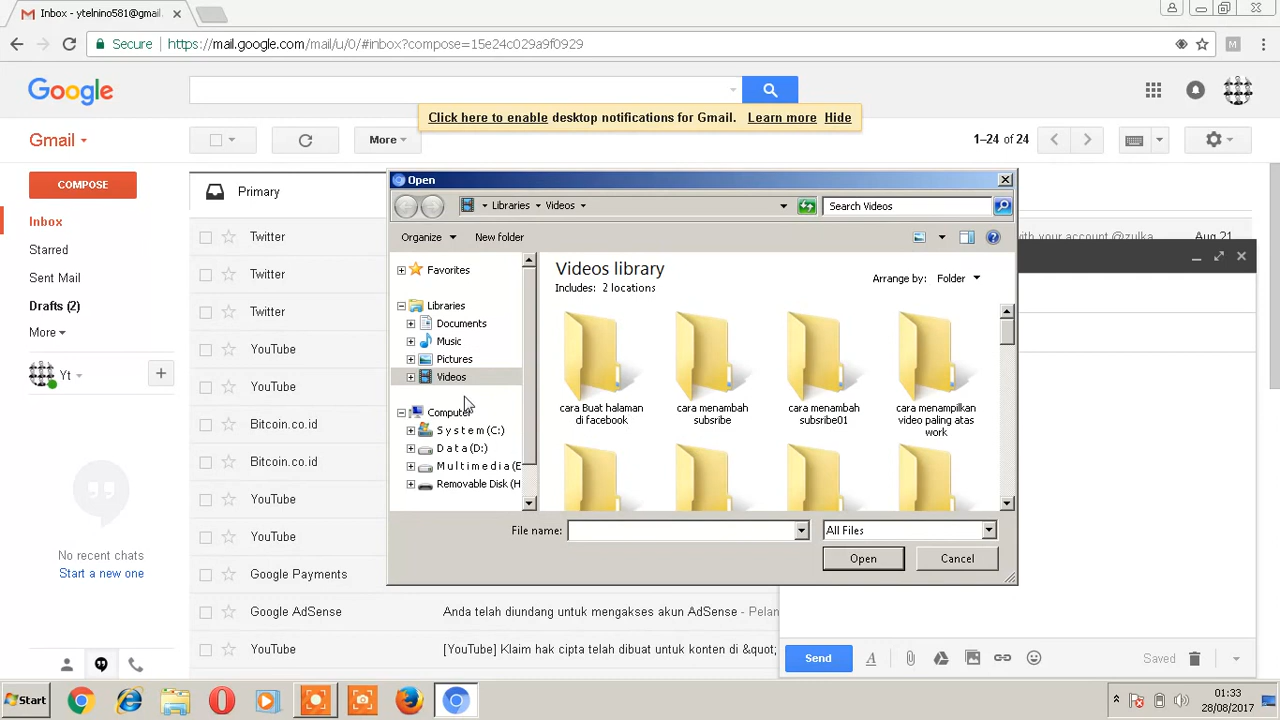 Inbox - ytelnino581@gmail.
Secure https://mail.google.com/mail/u/0/#inbox?compose=15e24c029a9f0929
M
Google
Click here to enable desktop notifications for Gmail. Learn more Hide
Gmail
More
1–24 of 24
COMPOSE
Inbox
Starred
Sent Mail
Drafts (2)
More
Yt
No recent chats
Start a new one
Primary
Twitter
with your account @zulka Aug 21
Twitter
Twitter
YouTube
YouTube
Bitcoin.co.id
Bitcoin.co.id
YouTube
YouTube
Google Payments
Google AdSense Anda telah diundang untuk mengakses akun AdSense - Pelan
YouTube [YouTube] Klaim hak cipta telah dibuat untuk konten di &quot;
Open
Libraries Videos
Search Videos
Organize New folder
Favorites
Libraries
Documents
Music
Pictures
Videos
Computer
System (C:)
Data (D:)
Multimedia (E
Removable Disk (H
Videos library
Includes: 2 locations
Arrange by: Folder
cara Buat halaman
di facebook
cara menambah
subsribe
cara menambah
subsribe01
cara menampilkan
video paling atas
work
File name:
All Files
Open Cancel
Send
Saved
Start
01:33
28/08/2017